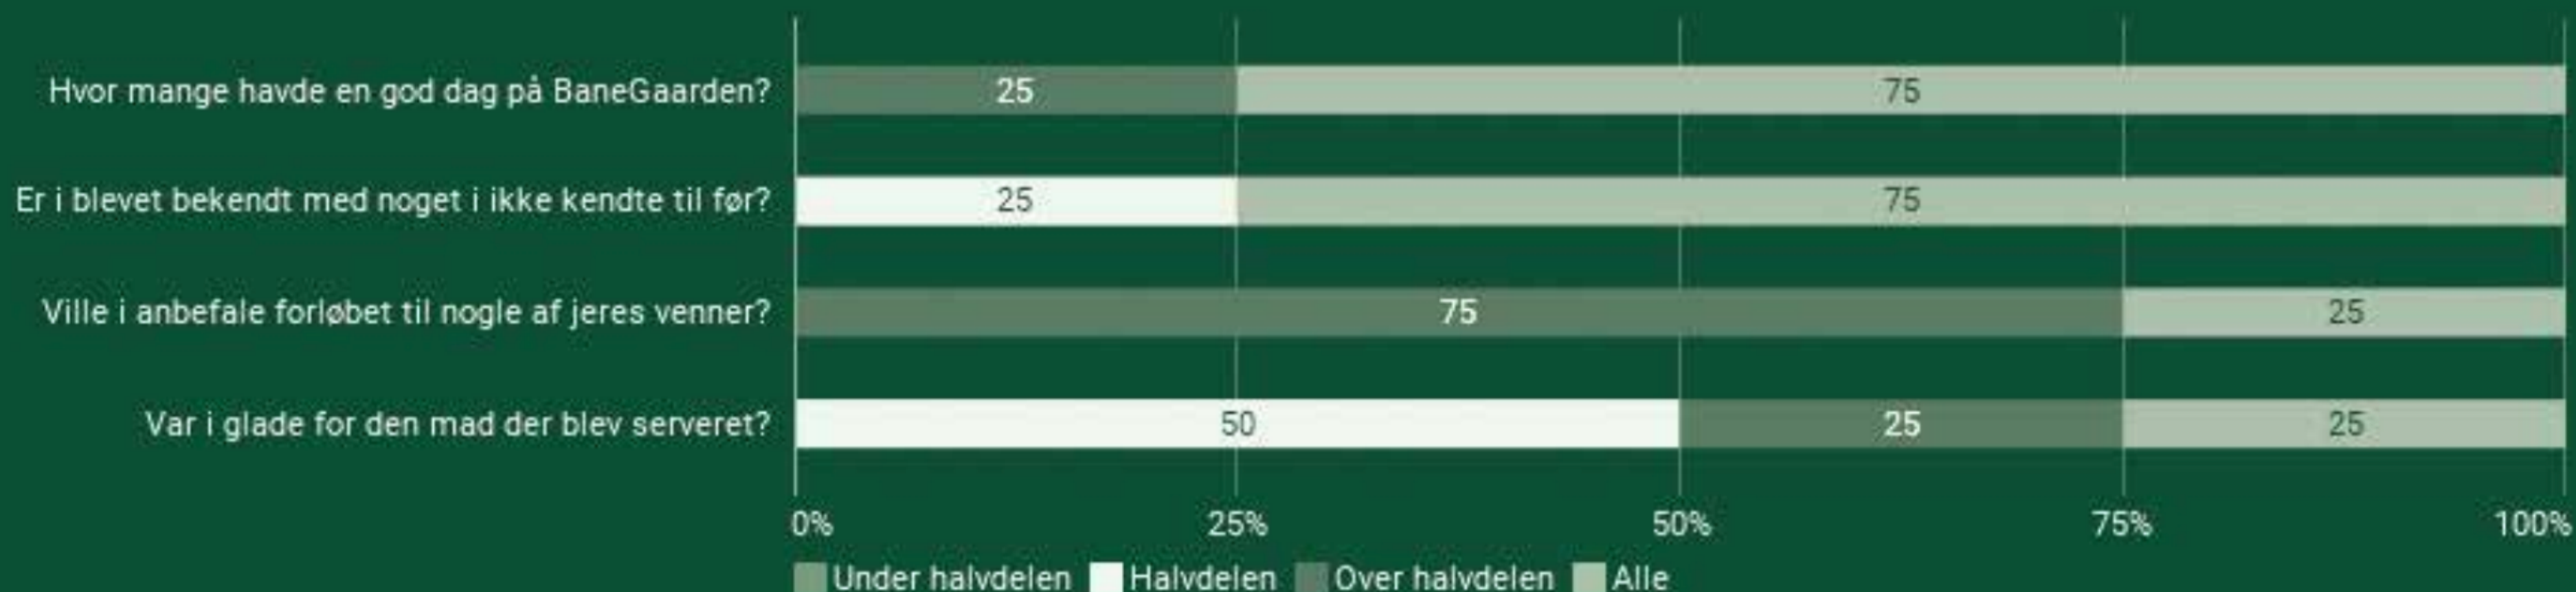 Hvor mange havde en god dag på BaneGaarden? 25 75
Er i blevet bekendt med noget i ikke kendte til før? 25 75
Ville i anbefale forløbet til nogle af jeres venner? 75 25
Var i glade for den mad der blev serveret? 50 25 25
0% 25% 50% 75% 100%
Under halvdelen Halvdelen Over halvdelen Alle